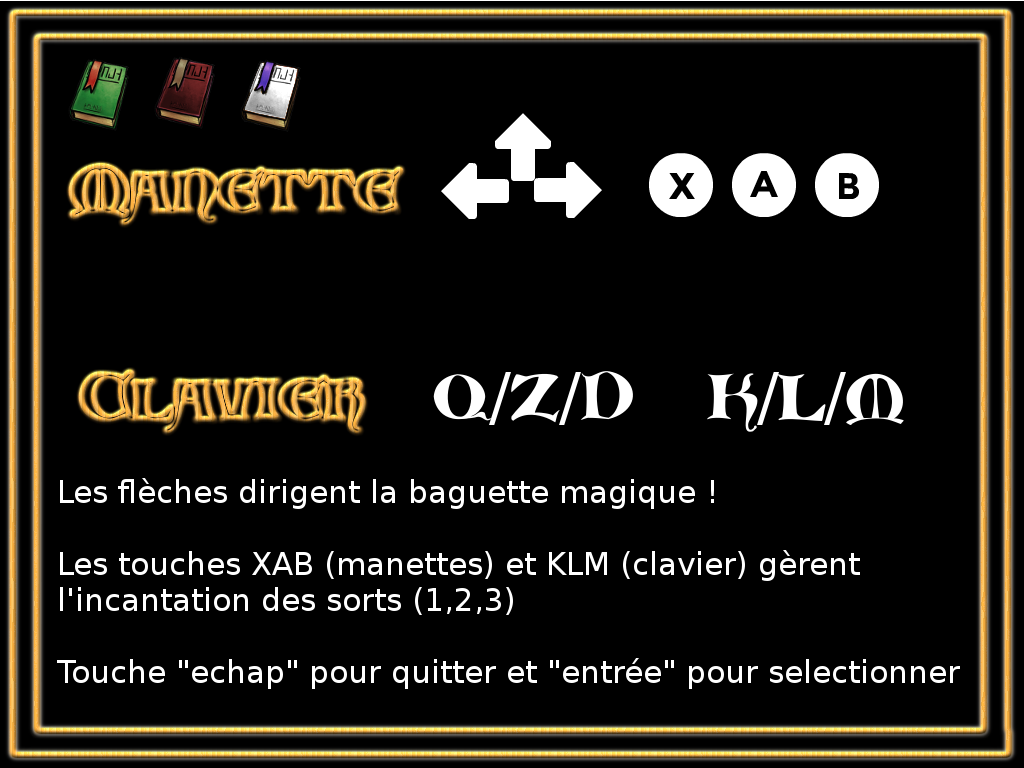 MANETTE
X A B
CLAVIER Q/Z/D K/L/M
Les flèches dirigent la baguette magique !
Les touches XAB (manettes) et KLM (clavier) gèrent
l'incantation des sorts (1,2,3)
Touche "echap" pour quitter et "entrée" pour selectionner